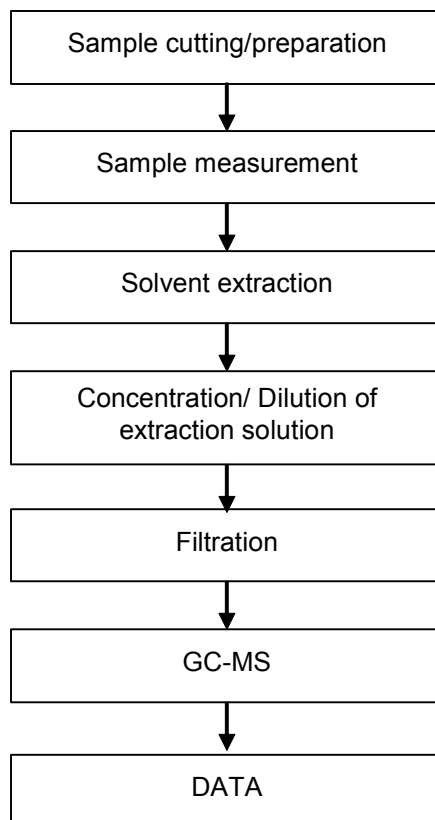 Sample cutting/preparation
Sample measurement
Solvent extraction
Concentration/ Dilution of
extraction solution
Filtration
GC-MS
DATA